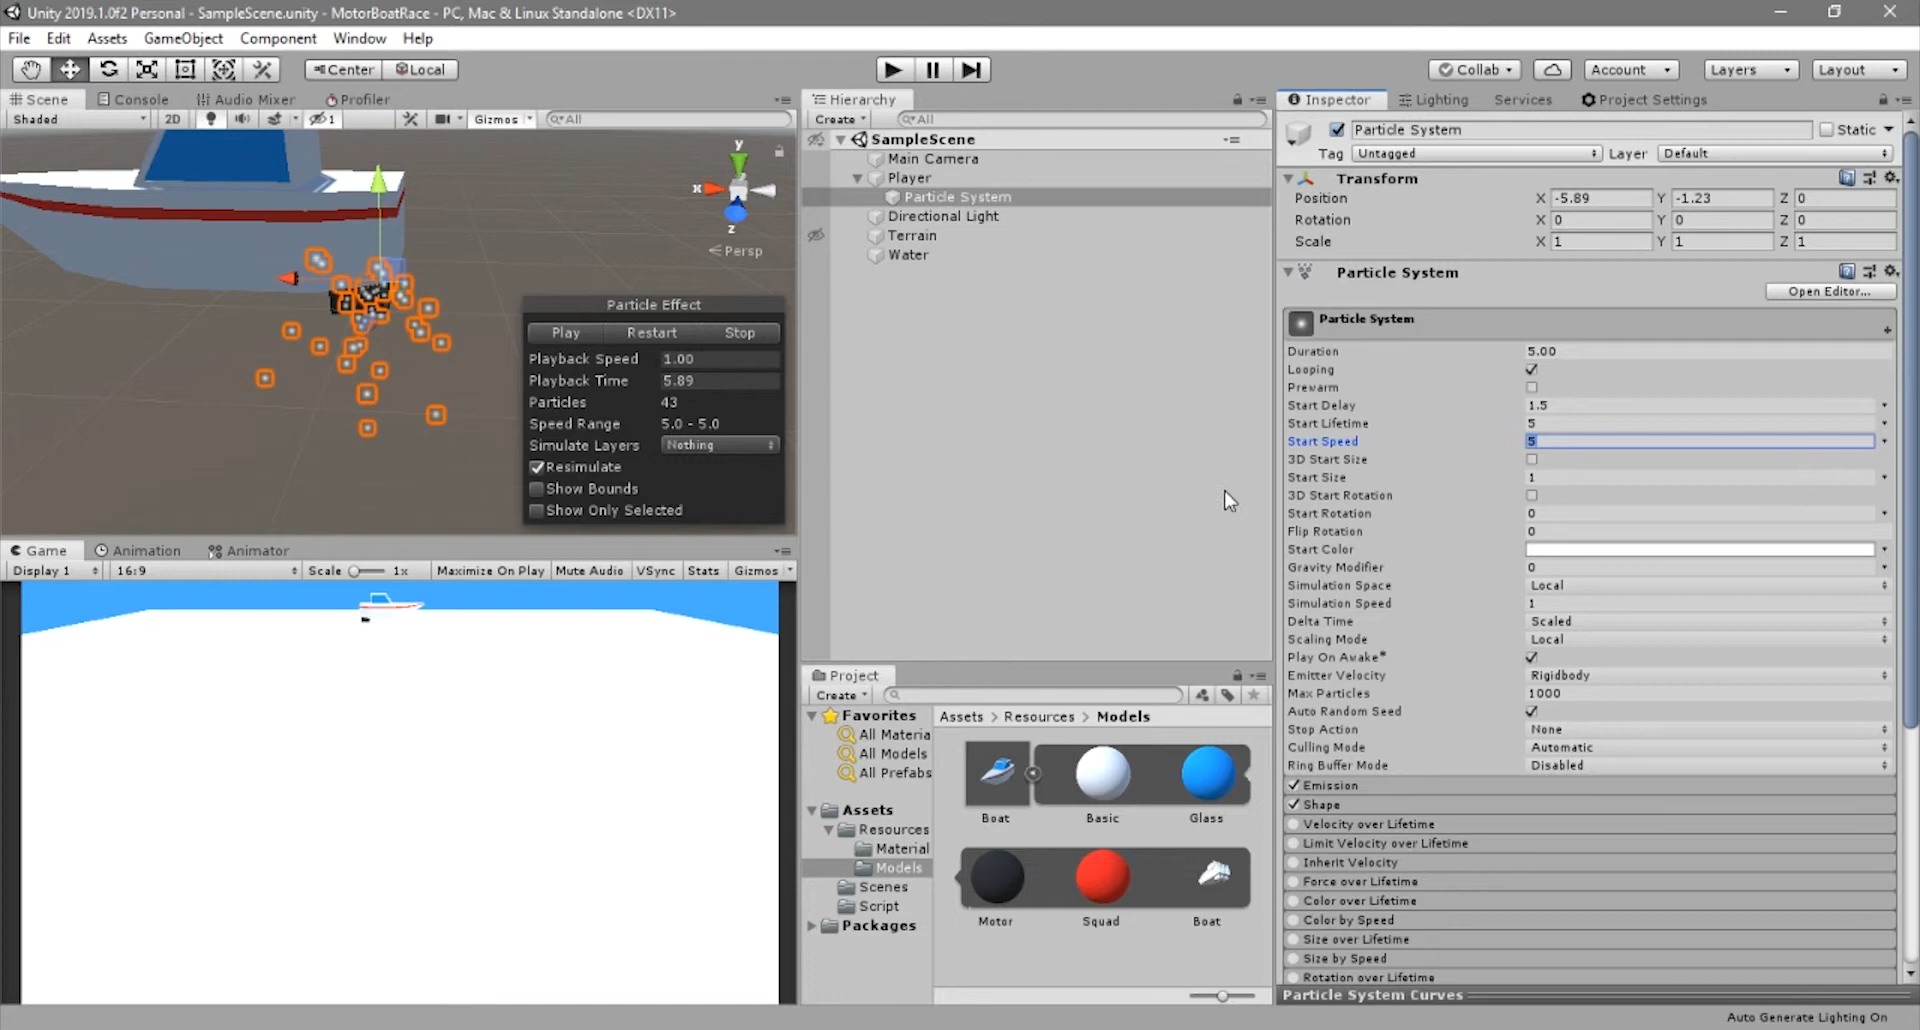 Unity 2019.1.0f2 Personal - SampleScene.unity - MotorBoatRace - PC, Mac & Linux Standalone <DX11>
File Edit Assets GameObject Component Window Help
Center Local Collab Account Layers Layout
Scene Console Audio Mixer Profiler
Shaded 2D 1 Gizmos All
y
x
z
Persp
Particle Effect
Play Restart Stop
Playback Speed 1.00
Playback Time 5.89
Particles 43
Speed Range 5.0 - 5.0
Simulate Layers Nothing
Resimulate
Show Bounds
Show Only Selected
Game Animation Animator
Display 1 16:9 Scale 1x Maximize On Play Mute Audio VSync Stats Gizmos
Hierarchy
Create All
SampleScene
Main Camera
Player
Particle System
Directional Light
Terrain
Water
Project
Create
Favorites
All Materia
All Models
All Prefabs
Assets
Resources
Material
Models
Scenes
Script
Packages
Assets > Resources > Models
Boat Basic Glass
Motor Squad Boat
Inspector Lighting Services Project Settings
Particle System Static
Tag Untagged Layer Default
Transform
Position X -5.89 Y -1.23 Z 0
Rotation X 0 Y 0 Z 0
Scale X 1 Y 1 Z 1
Particle System
Open Editor...
Particle System
Duration 5.00
Looping
Prewarm
Start Delay 1.5
Start Lifetime 5
Start Speed 5
3D Start Size
Start Size 1
3D Start Rotation
Start Rotation 0
Flip Rotation 0
Start Color
Gravity Modifier 0
Simulation Space Local
Simulation Speed 1
Delta Time Scaled
Scaling Mode Local
Play On Awake*
Emitter Velocity Rigidbody
Max Particles 1000
Auto Random Seed
Stop Action None
Culling Mode Automatic
Ring Buffer Mode Disabled
Emission
Shape
Velocity over Lifetime
Limit Velocity over Lifetime
Inherit Velocity
Force over Lifetime
Color over Lifetime
Color by Speed
Size over Lifetime
Size by Speed
Rotation over Lifetime
Particle System Curves
Auto Generate Lighting On